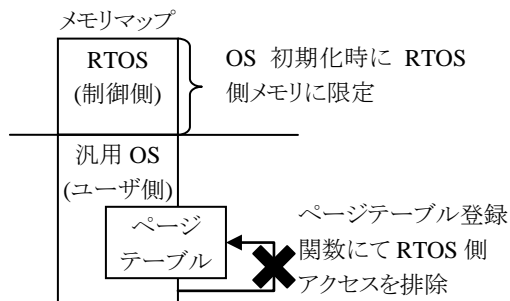 メモリマップ
RTOS
(制御側)
OS 初期化時に RTOS
側メモリに限定
汎用 OS
(ユーザ側)
ページ
テーブル
ページテーブル登録
関数にて RTOS 側
アクセスを排除